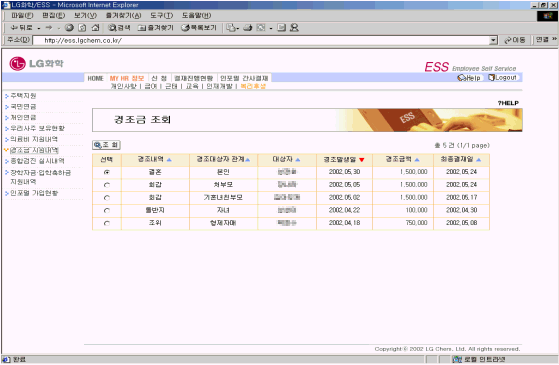 LG화학/ESS - Microsoft Internet Explorer
파일(F) 편집(E) 보기(V) 즐겨찾기(A) 도구(T) 도움말(H)
뒤로 검색 즐겨찾기 목록보기
주소(D) http://ess.lgchem.co.kr/ 이동 연결 »
LG화학
ESS Employee Self Service
HOME MY HR 정보 | 신 청 | 결재진행현황 | 인포멀 간사결재
Help Logout
개인사항 | 급여 | 근태 | 교육 | 인재개발 | 복리후생
주택지원
국민연금
개인연금
우리사주 보유현황
의료비 지원내역
경조금 지원내역
종합검진 실시내역
장학자금·입학축하금
지원내역
인포멀 가입현황
?HELP
경조금 조회
ESS
조 회
총 5 건 (1/1 page)
선택 경조내역 경조대상자 관계 대상자 경조발생일 경조금액 최종결재일
결혼 본인 2002.05.30 1,500,000 2002.05.24
회갑 처부모 2002.05.05 1,500,000 2002.05.24
회갑 기혼녀친부모 2002.05.02 1,500,000 2002.05.17
돌반지 자녀 2002.04.22 100,000 2002.04.30
조위 형제자매 2002.04.18 750,000 2002.05.08
Copyright © 2002 LG Chem, Ltd. All rights reserved.
완료 로컬 인트라넷